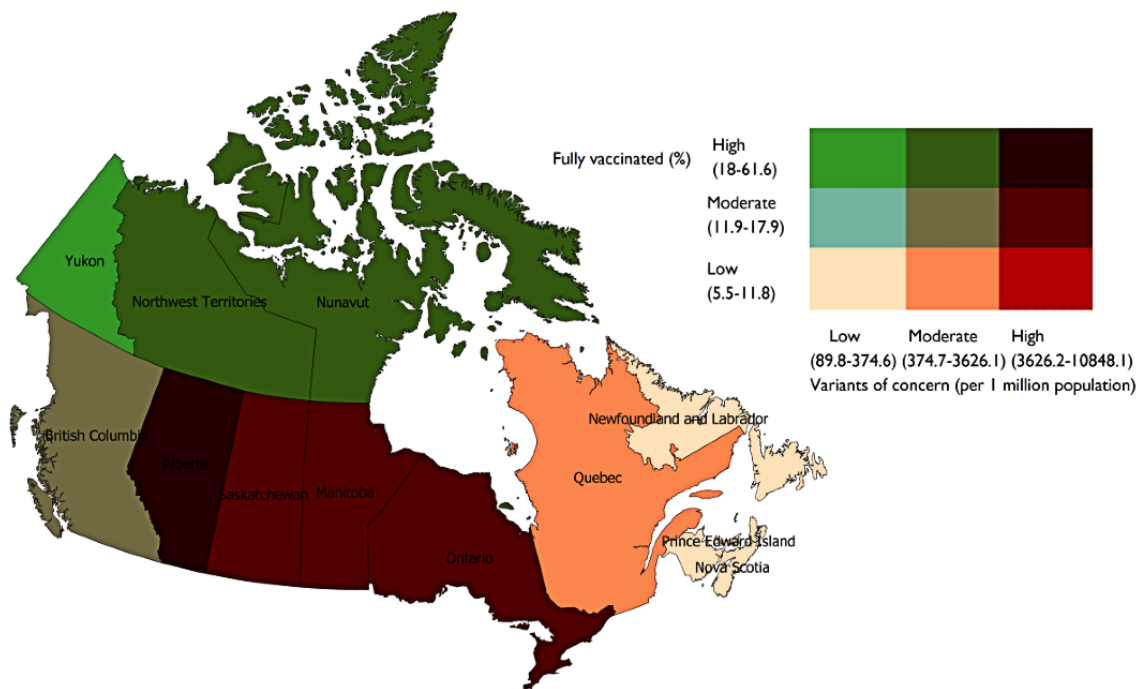 Fully vaccinated (%)
High
(18-61.6)
Moderate
(11.9-17.9)
Low
(5.5-11.8)
Low
(89.8-374.6)
Moderate
(374.7-3626.1)
High
(3626.2-10848.1)
Variants of concern (per 1 million population)
Yukon
Northwest Territories
Nunavut
British Columbia
Alberta
Saskatchewan
Manitoba
Ontario
Quebec
Newfoundland and Labrador
Prince Edward Island
Nova Scotia